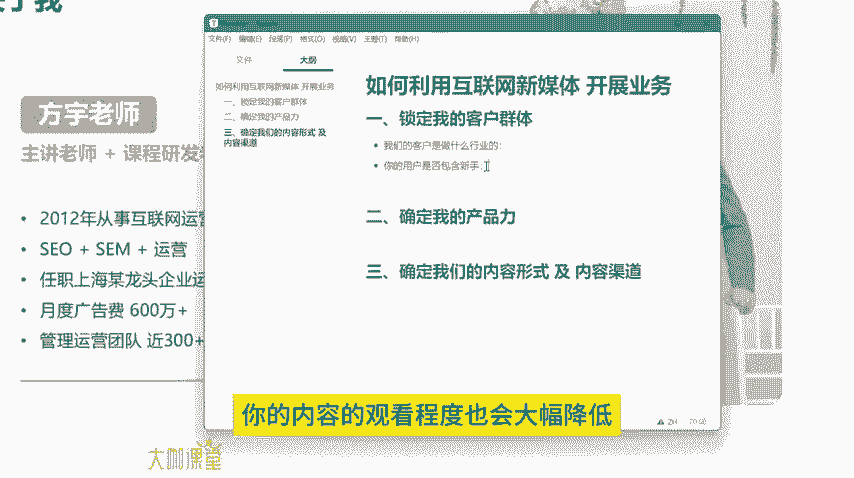 方宇老师
主讲老师 + 课程研发
• 2012年从事互联网运营
• SEO + SEM + 运营
• 任职上海某龙头企业运
• 月度广告费 600万+
• 管理运营团队 近300+
文件(F) 编辑(E) 段落(P) 格式(O) 视图(V) 主题(T) 帮助(H)
文件 大纲
如何利用互联网新媒体 开展业务
一、锁定我的客户群体
二、确定我的产品力
三、确定我们的内容形式 及
内容渠道
如何利用互联网新媒体 开展业务
一、锁定我的客户群体
• 我们的客户是做什么行业的:
• 你的用户是否包含新手:
二、确定我的产品力
三、确定我们的内容形式 及 内容渠道
你的内容的观看程度也会大幅降低
大咖课堂